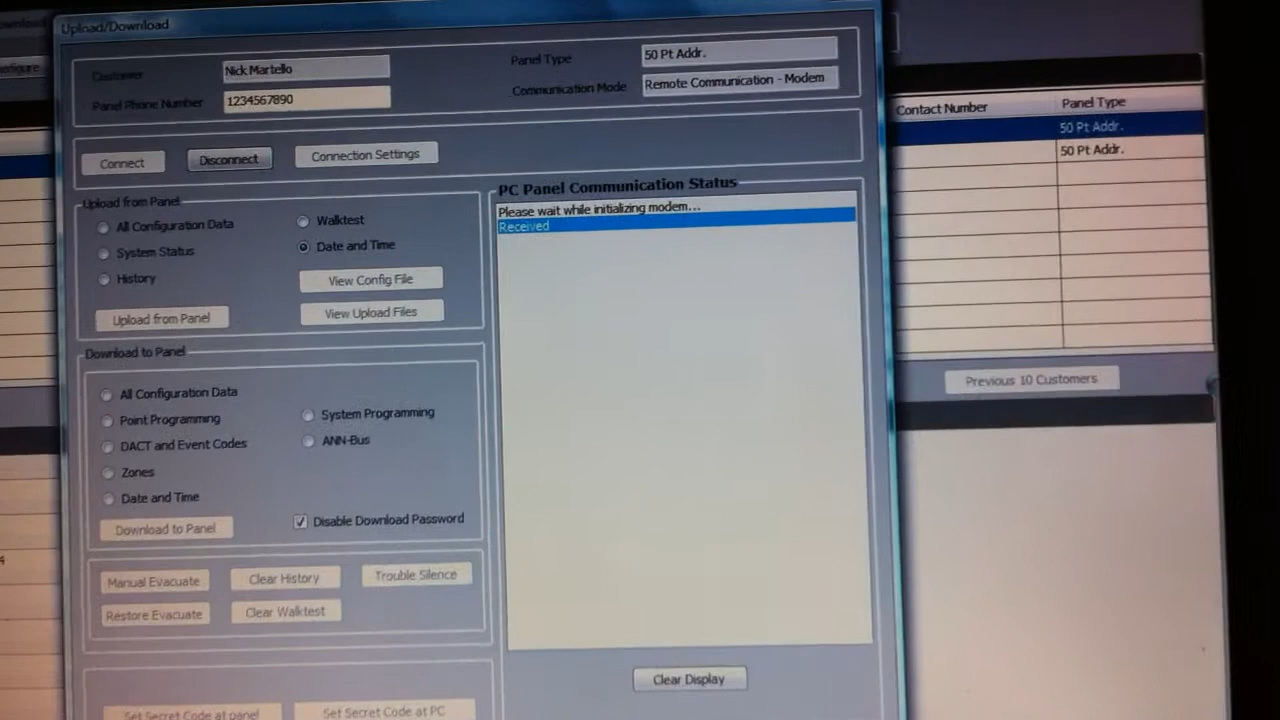 Upload/Download
Customer Nick Martello
Panel Type 50 Pt Addr.
Panel Phone Number 1234567890
Communication Mode Remote Communication - Modem
Connect Disconnect Connection Settings
Upload from Panel
All Configuration Data
Walktest
System Status
Date and Time
History
View Config File
Upload from Panel
View Upload Files
Download to Panel
All Configuration Data
Point Programming
System Programming
DACT and Event Codes
ANN-Bus
Zones
Date and Time
Download to Panel
Disable Download Password
Manual Evacuate Clear History Trouble Silence
Restore Evacuate Clear Walktest
Set Secret Code at panel Set Secret Code at PC
PC Panel Communication Status
Please wait while initializing modem...
Received
Clear Display
Contact Number Panel Type
50 Pt Addr.
50 Pt Addr.
Previous 10 Customers
4